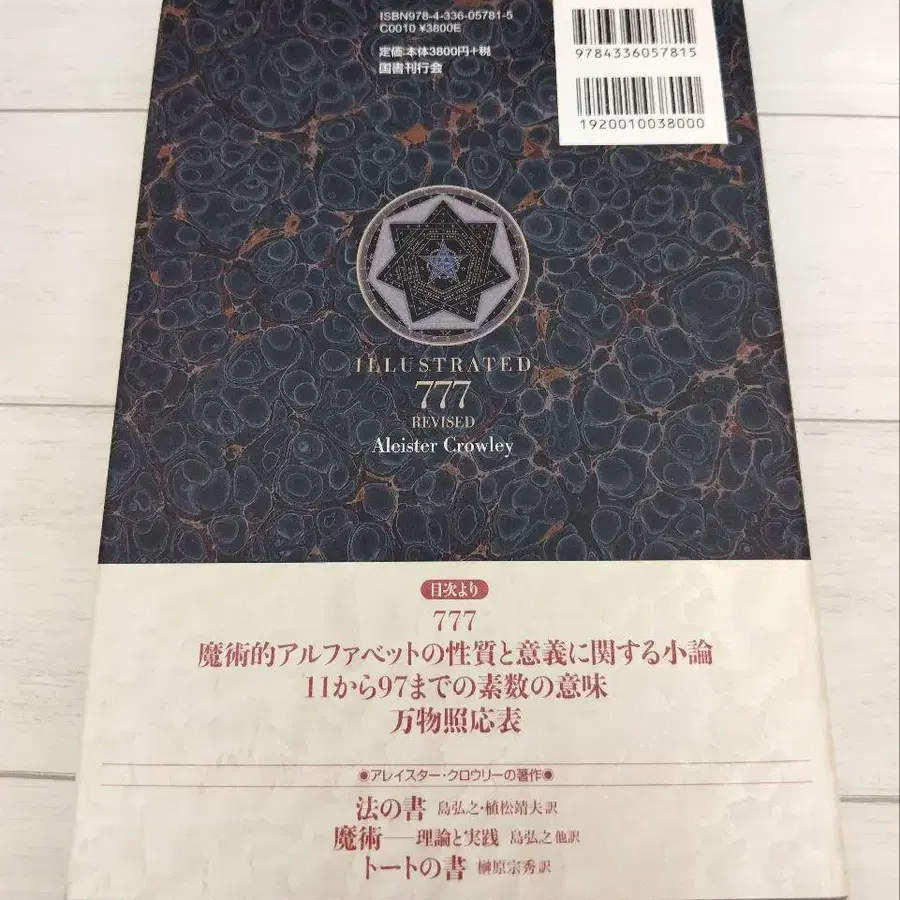 ISBN978-4-336-05781-5
C0010 ¥3800E
定価:本体3800円+税
国書刊行会
9784336057815
1920010038000
ILLUSTRATED
777
REVISED
Aleister Crowley
目次より
777
魔術的アルファベットの性質と意義に関する小論
11から97までの素数の意味
万物照応表
●アレイスター・クロウリーの著作●
法の書 島弘之・植松靖夫 訳
魔術——理論と実践 島弘之 他訳
トートの書 榊原宗秀 訳